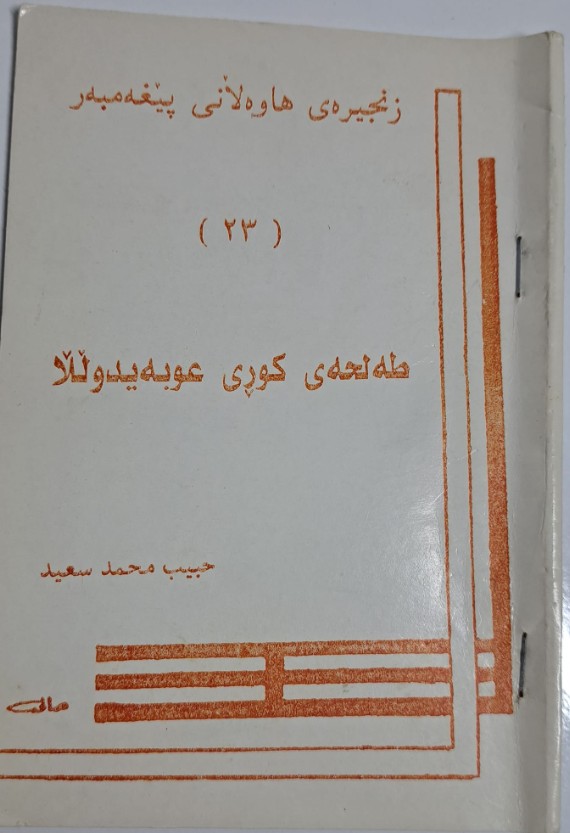 زنجیرەی هاوەڵانی پێغەمبەر
( ٢٣ )
طەلحەی کوڕی عوبەیدوڵڵا
حبیب محمد سعید